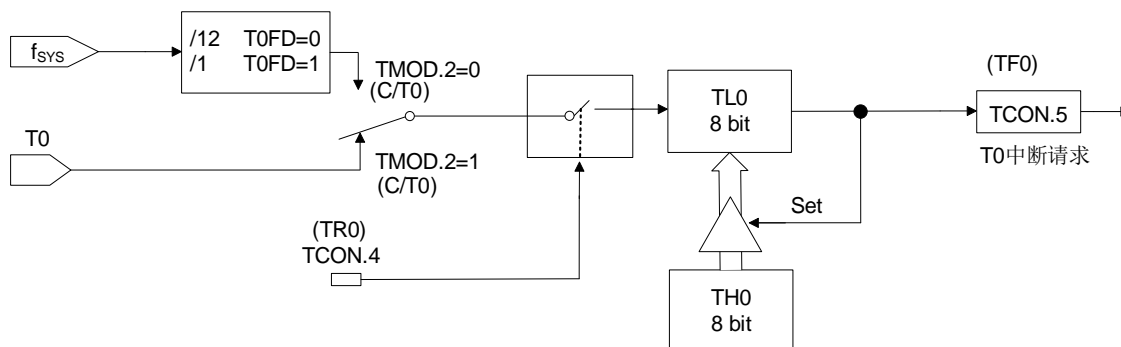 fSYS
/12 T0FD=0
/1 T0FD=1
TMOD.2=0
(C/T0)
T0
TMOD.2=1
(C/T0)
(TR0)
TCON.4
TL0
8 bit
Set
TH0
8 bit
(TF0)
TCON.5
T0中断请求